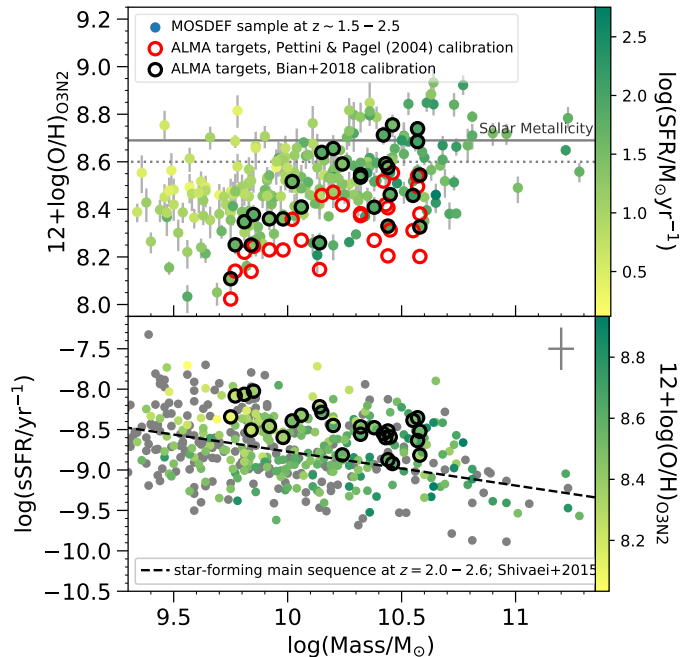 MOSDEF sample at z ~ 1.5 − 2.5
ALMA targets, Pettini & Pagel (2004) calibration
ALMA targets, Bian+2018 calibration
Solar Metallicity
12+log(O/H)O3N2
9.2
9.0
8.8
8.6
8.4
8.2
8.0
log(SFR/M⊙yr−1)
2.5
2.0
1.5
1.0
0.5
log(sSFR/yr−1)
−7.5
−8.0
−8.5
−9.0
−9.5
−10.0
−10.5
star-forming main sequence at z = 2.0 − 2.6; Shivaei+2015
12+log(O/H)O3N2
8.8
8.6
8.4
8.2
9.5 10 10.5 11
log(Mass/M⊙)